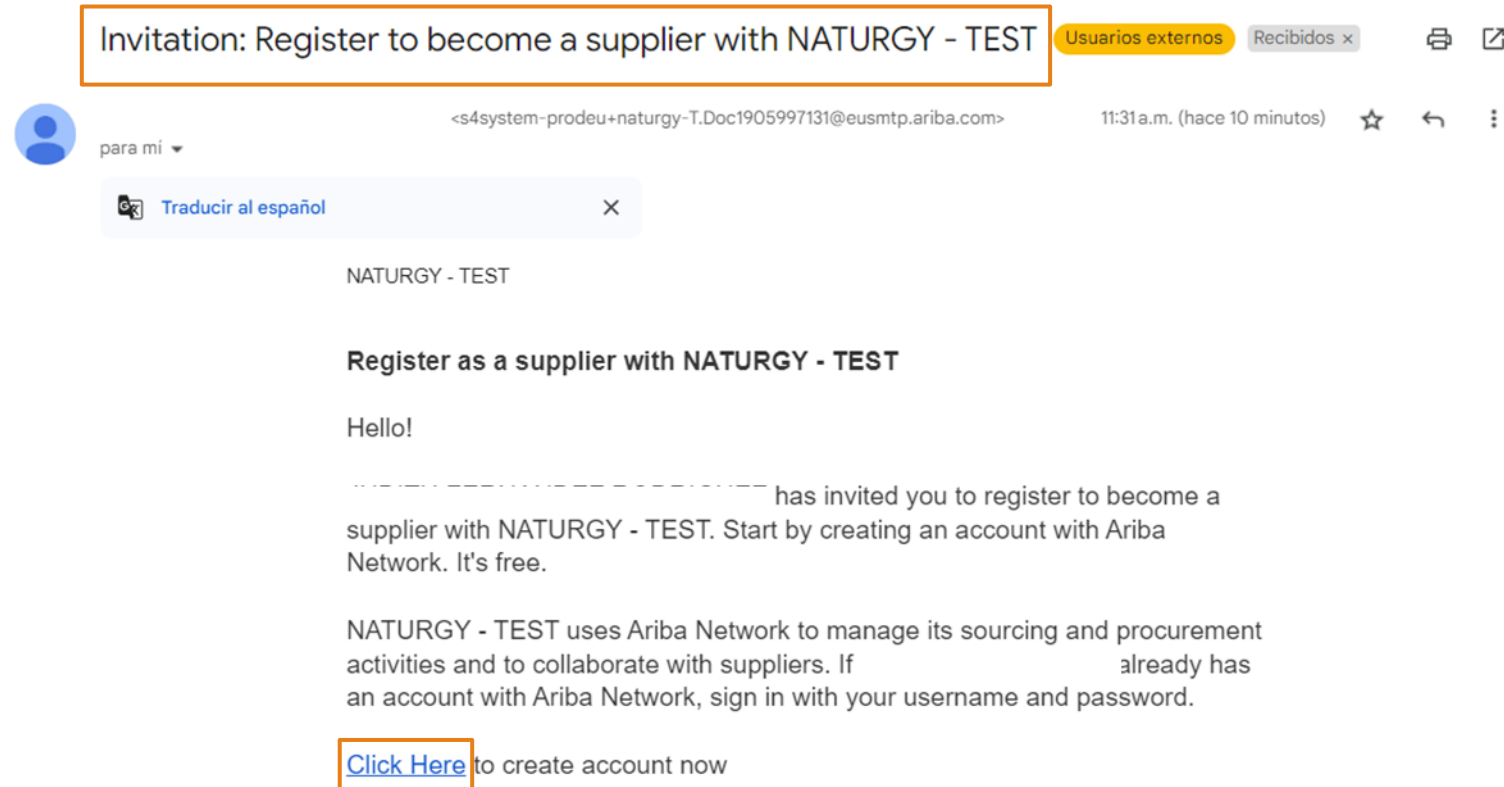 Invitation: Register to become a supplier with NATURGY - TEST Usuarios externos Recibidos ×
<s4system-prodeu+naturgy-T.Doc1905997131@eusmtp.ariba.com> 11:31 a.m. (hace 10 minutos)
para mí
Traducir al español
NATURGY - TEST
Register as a supplier with NATURGY - TEST
Hello!
has invited you to register to become a
supplier with NATURGY - TEST. Start by creating an account with Ariba
Network. It's free.
NATURGY - TEST uses Ariba Network to manage its sourcing and procurement
activities and to collaborate with suppliers. If already has
an account with Ariba Network, sign in with your username and password.
Click Here to create account now